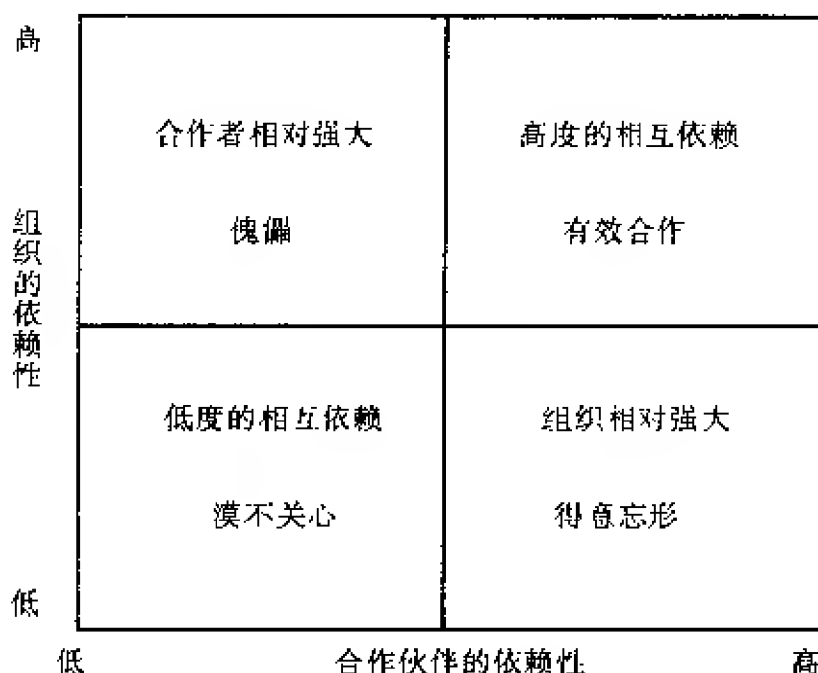 高
合作者相对强大
高度的相互依赖
傀儡
有效合作
组织的依赖性
低度的相互依赖
组织相对强大
漠不关心
得意忘形
低
低
合作伙伴的依赖性
高